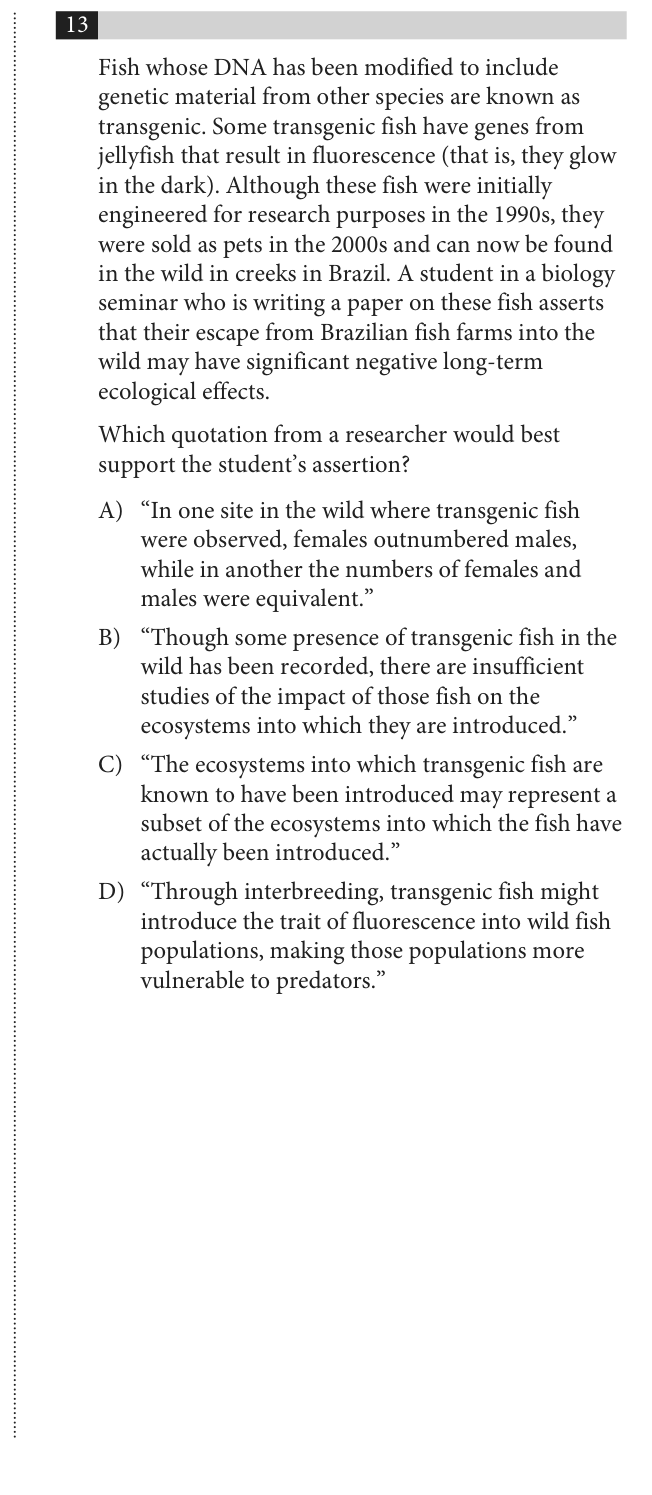 13
Fish whose DNA has been modified to include
genetic material from other species are known as
transgenic. Some transgenic fish have genes from
jellyfish that result in fluorescence (that is, they glow
in the dark). Although these fish were initially
engineered for research purposes in the 1990s, they
were sold as pets in the 2000s and can now be found
in the wild in creeks in Brazil. A student in a biology
seminar who is writing a paper on these fish asserts
that their escape from Brazilian fish farms into the
wild may have significant negative long-term
ecological effects.
Which quotation from a researcher would best
support the student’s assertion?
A) “In one site in the wild where transgenic fish
were observed, females outnumbered males,
while in another the numbers of females and
males were equivalent.”
B) “Though some presence of transgenic fish in the
wild has been recorded, there are insufficient
studies of the impact of those fish on the
ecosystems into which they are introduced.”
C) “The ecosystems into which transgenic fish are
known to have been introduced may represent a
subset of the ecosystems into which the fish have
actually been introduced.”
D) “Through interbreeding, transgenic fish might
introduce the trait of fluorescence into wild fish
populations, making those populations more
vulnerable to predators.”